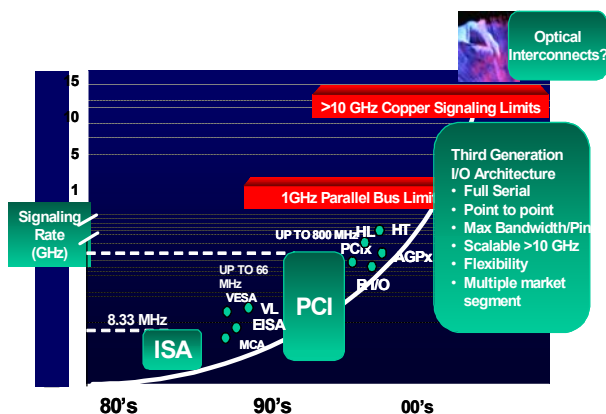 Optical
Interconnects?
15
>10 GHz Copper Signaling Limits
10
5
Third Generation
I/O Architecture
• Full Serial
• Point to point
• Max Bandwidth/Pin
• Scalable >10 GHz
• Flexibility
• Multiple market
segment
1
1GHz Parallel Bus Limit
Signaling
Rate
(GHz)
UP TO 800 MHz
HL
HT
PCIx
AGPx
UP TO 66
MHz
VESA
VL
EISA
MCA
PCI
8.33 MHz
ISA
80's
90's
00's